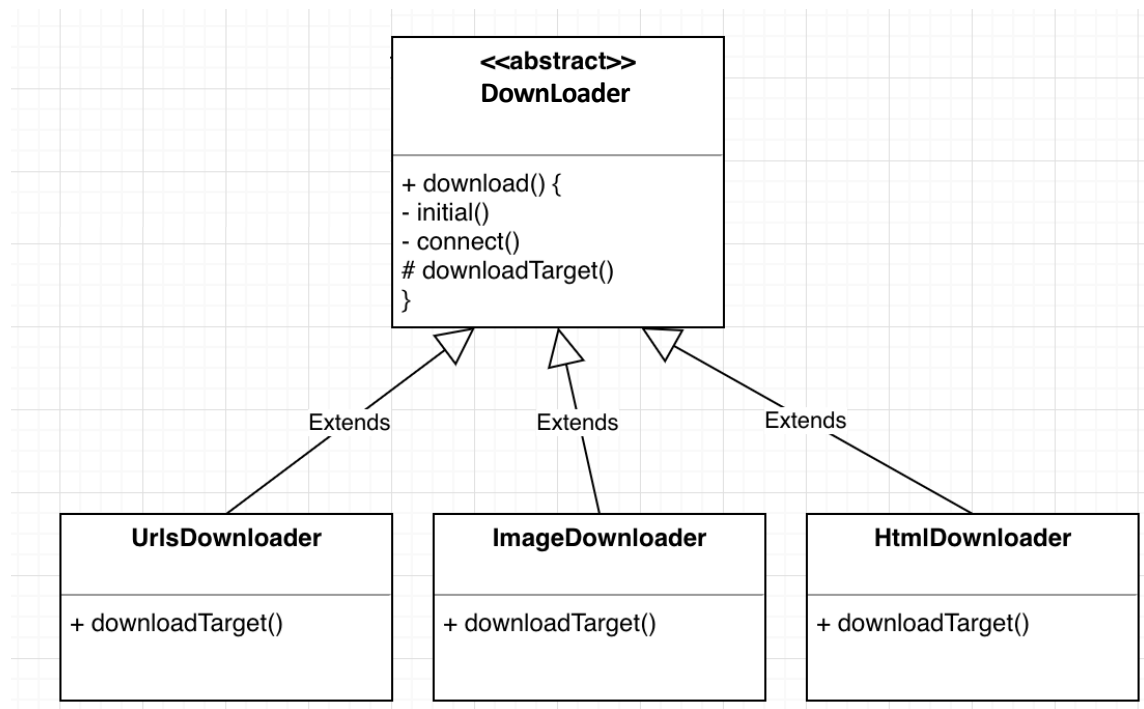 <<abstract>>
DownLoader
+ download() {
- initial()
- connect()
# downloadTarget()
}
Extends
Extends
Extends
UrlsDownloader
+ downloadTarget()
ImageDownloader
+ downloadTarget()
HtmlDownloader
+ downloadTarget()